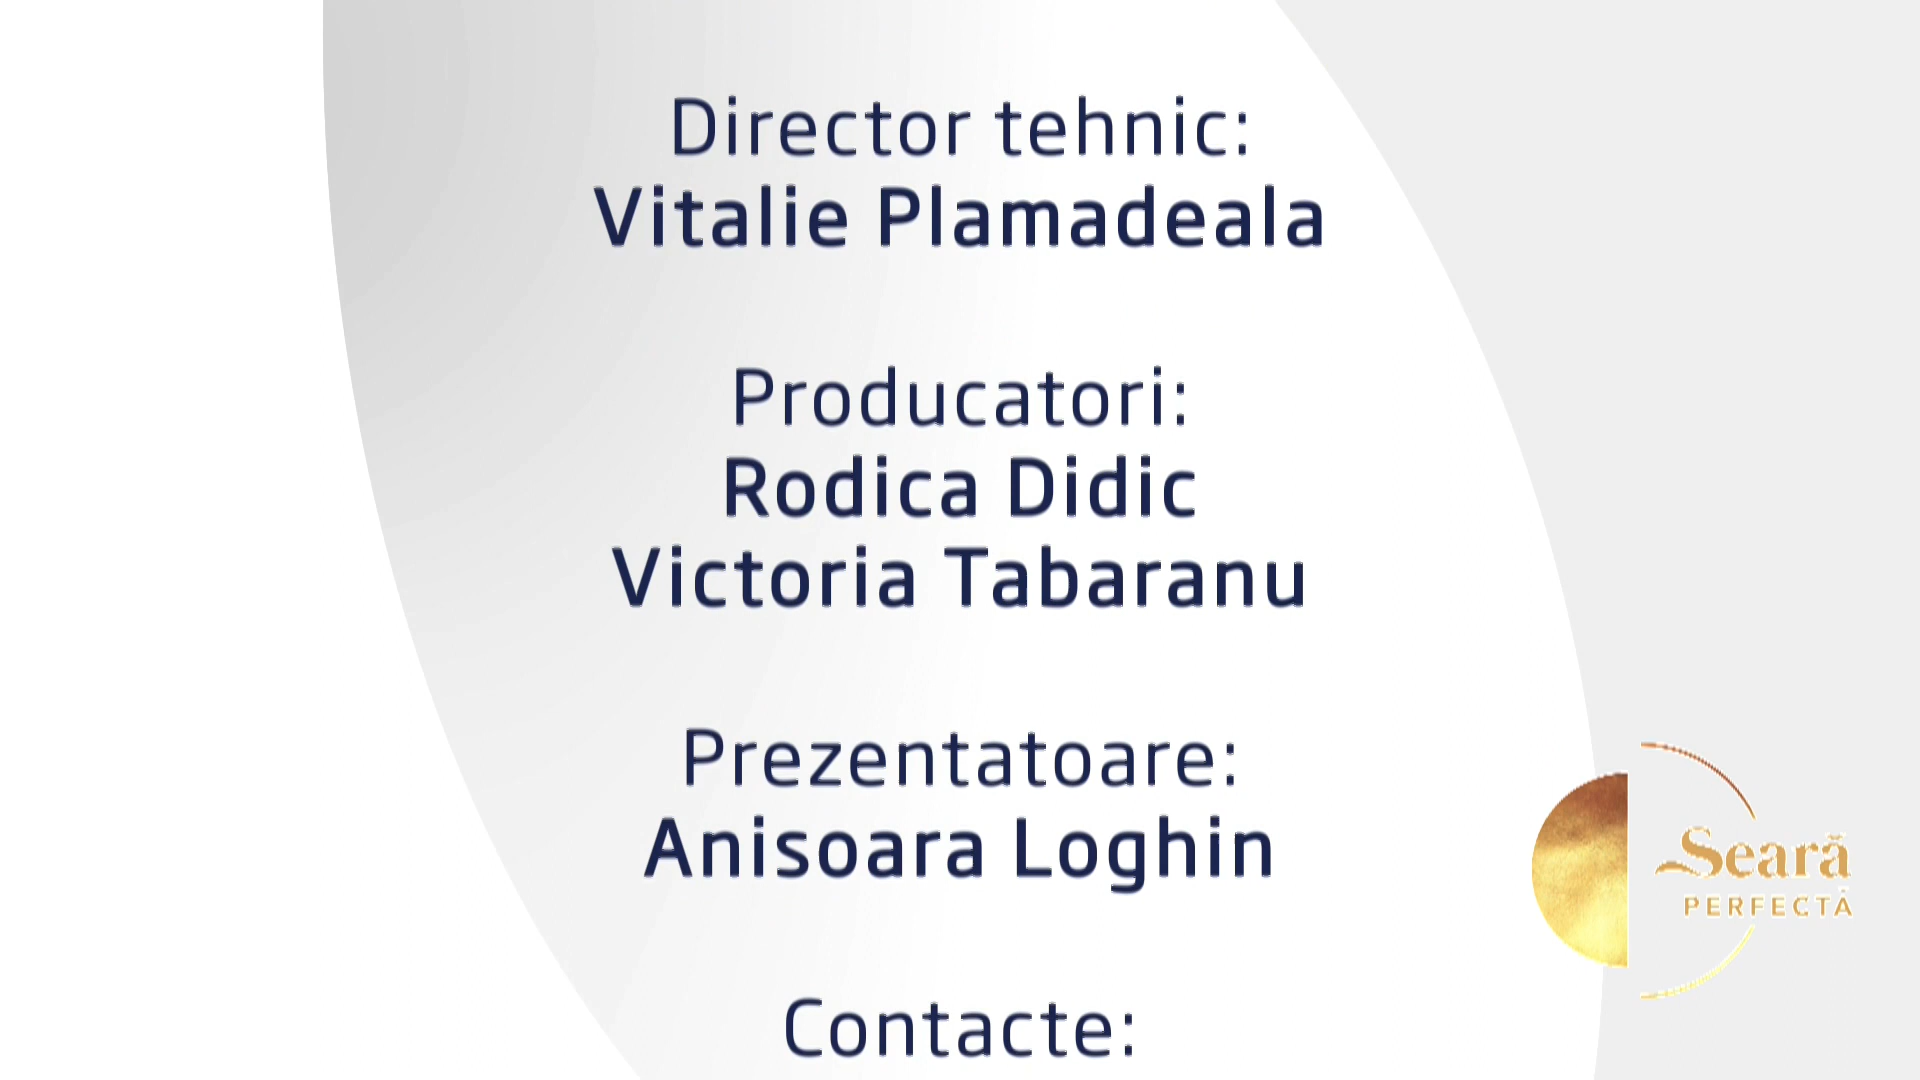 Director tehnic:
Vitalie Plamadeala
Producatori:
Rodica Didic
Victoria Tabaranu
Prezentatoare:
Anisoara Loghin
Contacte:
Seară
PERFECTĂ